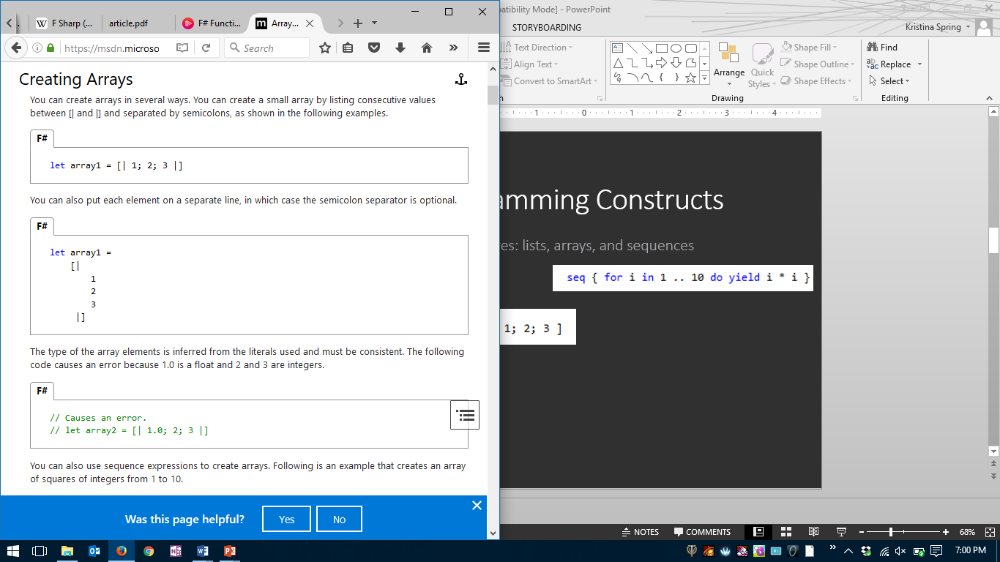 F Sharp (...
article.pdf
F# Functi...
Array...
https://msdn.microso
Search
Creating Arrays
You can create arrays in several ways. You can create a small array by listing consecutive values
between [| and |] and separated by semicolons, as shown in the following examples.
F#
let array1 = [| 1; 2; 3 |]
You can also put each element on a separate line, in which case the semicolon separator is optional.
F#
let array1 =
[|
1
2
3
|]
The type of the array elements is inferred from the literals used and must be consistent. The following
code causes an error because 1.0 is a float and 2 and 3 are integers.
F#
// Causes an error.
// let array2 = [| 1.0; 2; 3 |]
You can also use sequence expressions to create arrays. Following is an example that creates an array
of squares of integers from 1 to 10.
Was this page helpful?
Yes
No
patibility Mode] - PowerPoint
STORYBOARDING
Kristina Spring
Text Direction
Align Text
Convert to SmartArt
Arrange
Quick
Styles
Shape Fill
Shape Outline
Shape Effects
Drawing
Find
Replace
Select
Editing
1 0 1 2 3 4
amming Constructs
es: lists, arrays, and sequences
seq { for i in 1 .. 10 do yield i * i }
1; 2; 3 ]
NOTES
COMMENTS
68%
7:00 PM